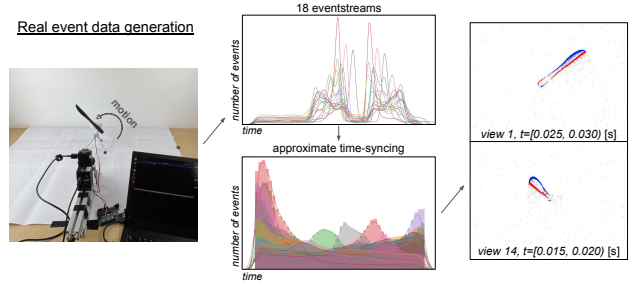 Real event data generation
motion
18 eventstreams
number of events
time
approximate time-syncing
number of events
time
view 1, t=[0.025, 0.030) [s]
view 14, t=[0.015, 0.020) [s]